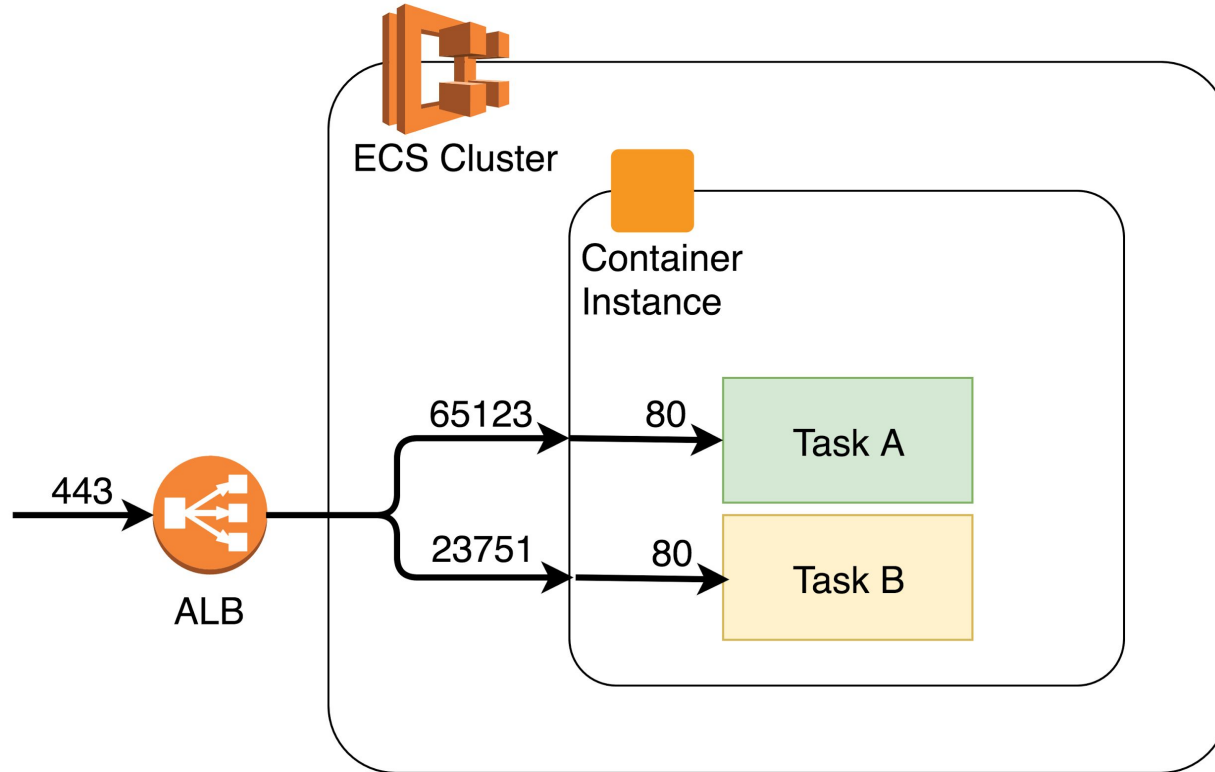 ECS Cluster
Container
Instance
65123
80
Task A
443
23751
80
Task B
ALB